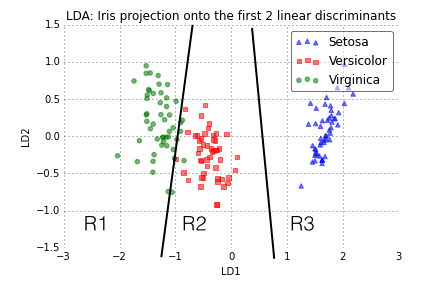 LDA: Iris projection onto the first 2 linear discriminants
1.5
1.0
0.5
0.0
−0.5
−1.0
−1.5
LD2
Setosa
Versicolor
Virginica
R1 R2 R3
−3 −2 −1 0 1 2 3
LD1